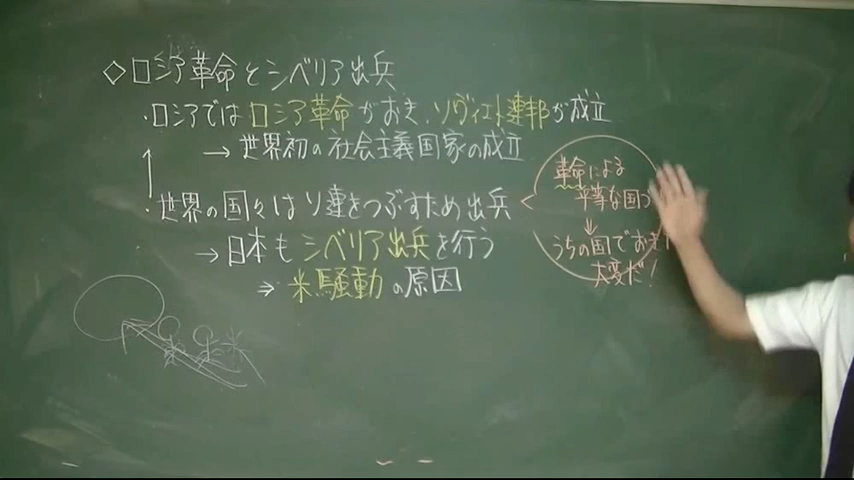 ◇ロシア革命とシベリア出兵
・ロシアでは ロシア革命がおき、ソヴィエト連邦が成立
→世界初の社会主義国家の成立
・世界の国々はソ連をつぶすため出兵
→日本もシベリア出兵を行う
⇒米騒動の原因
革命による
平等な国づ
↓
うちの国でおき
大変だ!